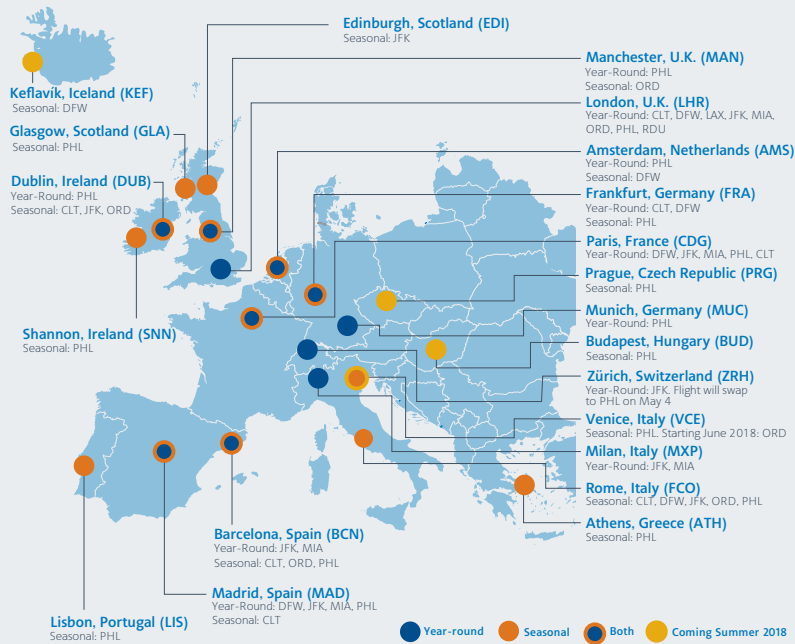 Edinburgh, Scotland (EDI)
Seasonal: JFK
Keflavík, Iceland (KEF)
Seasonal: DFW
Glasgow, Scotland (GLA)
Seasonal: PHL
Dublin, Ireland (DUB)
Year-Round: PHL
Seasonal: CLT, JFK, ORD
Shannon, Ireland (SNN)
Seasonal: PHL
Manchester, U.K. (MAN)
Year-Round: PHL
Seasonal: ORD
London, U.K. (LHR)
Year-Round: CLT, DFW, LAX, JFK, MIA,
ORD, PHL, RDU
Amsterdam, Netherlands (AMS)
Year-Round: PHL
Seasonal: DFW
Frankfurt, Germany (FRA)
Year-Round: CLT, DFW
Seasonal: PHL
Paris, France (CDG)
Year-Round: DFW, JFK, MIA, PHL, CLT
Prague, Czech Republic (PRG)
Seasonal: PHL
Munich, Germany (MUC)
Year-Round: PHL
Budapest, Hungary (BUD)
Seasonal: PHL
Zürich, Switzerland (ZRH)
Year-Round: JFK. Flight will swap
to PHL on May 4
Venice, Italy (VCE)
Seasonal: PHL. Starting June 2018: ORD
Milan, Italy (MXP)
Year-Round: JFK, MIA
Rome, Italy (FCO)
Seasonal: CLT, DFW, JFK, ORD, PHL
Athens, Greece (ATH)
Seasonal: PHL
Barcelona, Spain (BCN)
Year-Round: JFK, MIA
Seasonal: CLT, ORD, PHL
Madrid, Spain (MAD)
Year-Round: DFW, JFK, MIA, PHL
Seasonal: CLT
Lisbon, Portugal (LIS)
Seasonal: PHL
Year-round
Seasonal
Both
Coming Summer 2018